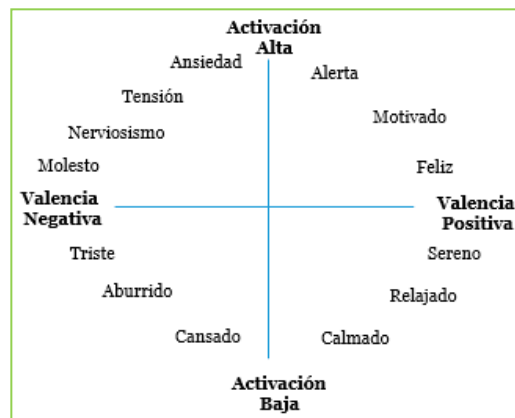 Activación
Alta
Ansiedad
Alerta
Tensión
Motivado
Nerviosismo
Molesto
Feliz
Valencia
Negativa
Valencia
Positiva
Triste
Sereno
Aburrido
Relajado
Cansado
Calmado
Activación
Baja